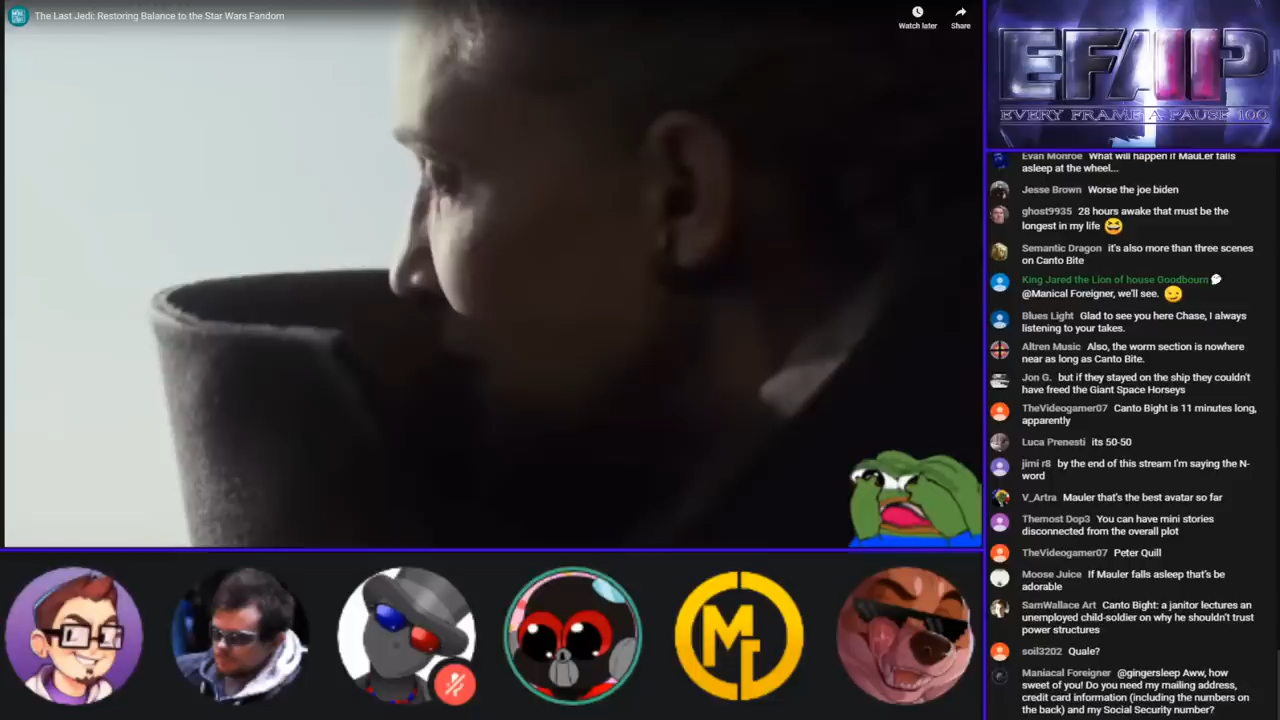 The Last Jedi: Restoring Balance to the Star Wars Fandom
Watch later
Share
EFAP
EVERY FRAME A PAUSE 100
Evan Monroe What will happen if MauLer falls
asleep at the wheel...
Jesse Brown Worse the joe biden
ghost9935 28 hours awake that must be the
longest in my life
Semantic Dragon it's also more than three scenes
on Canto Bite
King Jared the Lion of house Goodbourn
@Manical Foreigner, we'll see.
Blues Light Glad to see you here Chase, I always
listening to your takes.
Altren Music Also, the worm section is nowhere
near as long as Canto Bite.
Jon G. but if they stayed on the ship they couldn't
have freed the Giant Space Horseys
TheVideogamer07 Canto Bight is 11 minutes long,
apparently
Luca Prenesti its 50-50
jimi r8 by the end of this stream I'm saying the N-
word
V_Artra Mauler that's the best avatar so far
Themost Dop3 You can have mini stories
disconnected from the overall plot
TheVideogamer07 Peter Quill
Moose Juice If Mauler falls asleep that's be
adorable
SamWallace Art Canto Bight: a janitor lectures an
unemployed child-soldier on why he shouldn't trust
power structures
soil3202 Quale?
Maniacal Foreigner @gingersleep Aww, how
sweet of you! Do you need my mailing address,
credit card information (including the numbers on
the back) and my Social Security number?